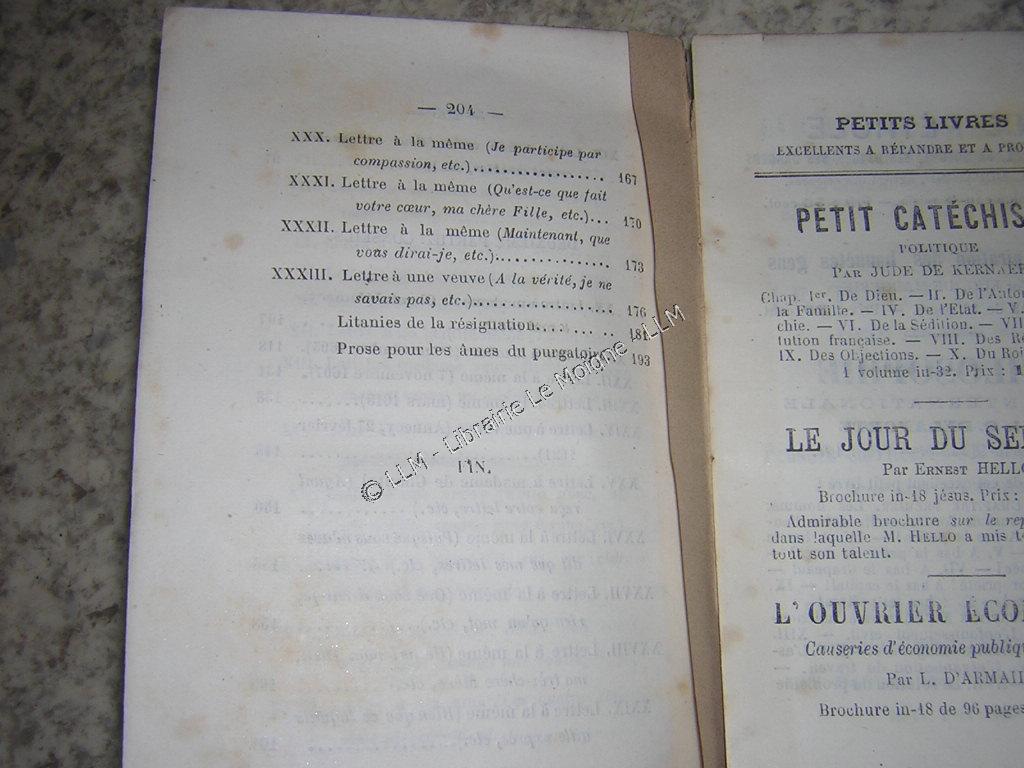 — 204 —
XXX. Lettre à la même (Je participe par
compassion, etc.)................. 167
XXXI. Lettre à la même (Qu'est-ce que fait
votre cœur, ma chère Fille, etc.)... 170
XXXII. Lettre à la même (Maintenant, que
vous dirai-je, etc.)............... 173
XXXIII. Lettre à une veuve (A la vérité, je ne
savais pas, etc.).................. 176
Litanies de la résignation......... 181
Prose pour les âmes du purgatoire 193
FIN.
© LLM - Librairie Le Moigne - LLM
PETITS LIVRES
EXCELLENTS A RÉPANDRE ET A PRO
PETIT CATÉCHIS
POLITIQUE
PAR JUDE DE KERNAER
Chap. Ier. De Dieu. — II. De l'Auto
la Famille. — IV. De l'État. — V.
chie. — VI. De la Sédition. — VII
tution française. — VIII. Des Ré
IX. Des Objections. — X. Du Roi
1 volume in-32. Prix : 1
LE JOUR DU SE
Par ERNEST HELLO
Brochure in-18 jésus. Prix :
Admirable brochure sur le rep
dans laquelle M. HELLO a mis t
tout son talent.
L'OUVRIER ÉCO
Causeries d'économie publiq
Par L. D'ARMAI
Brochure in-18 de 96 pages